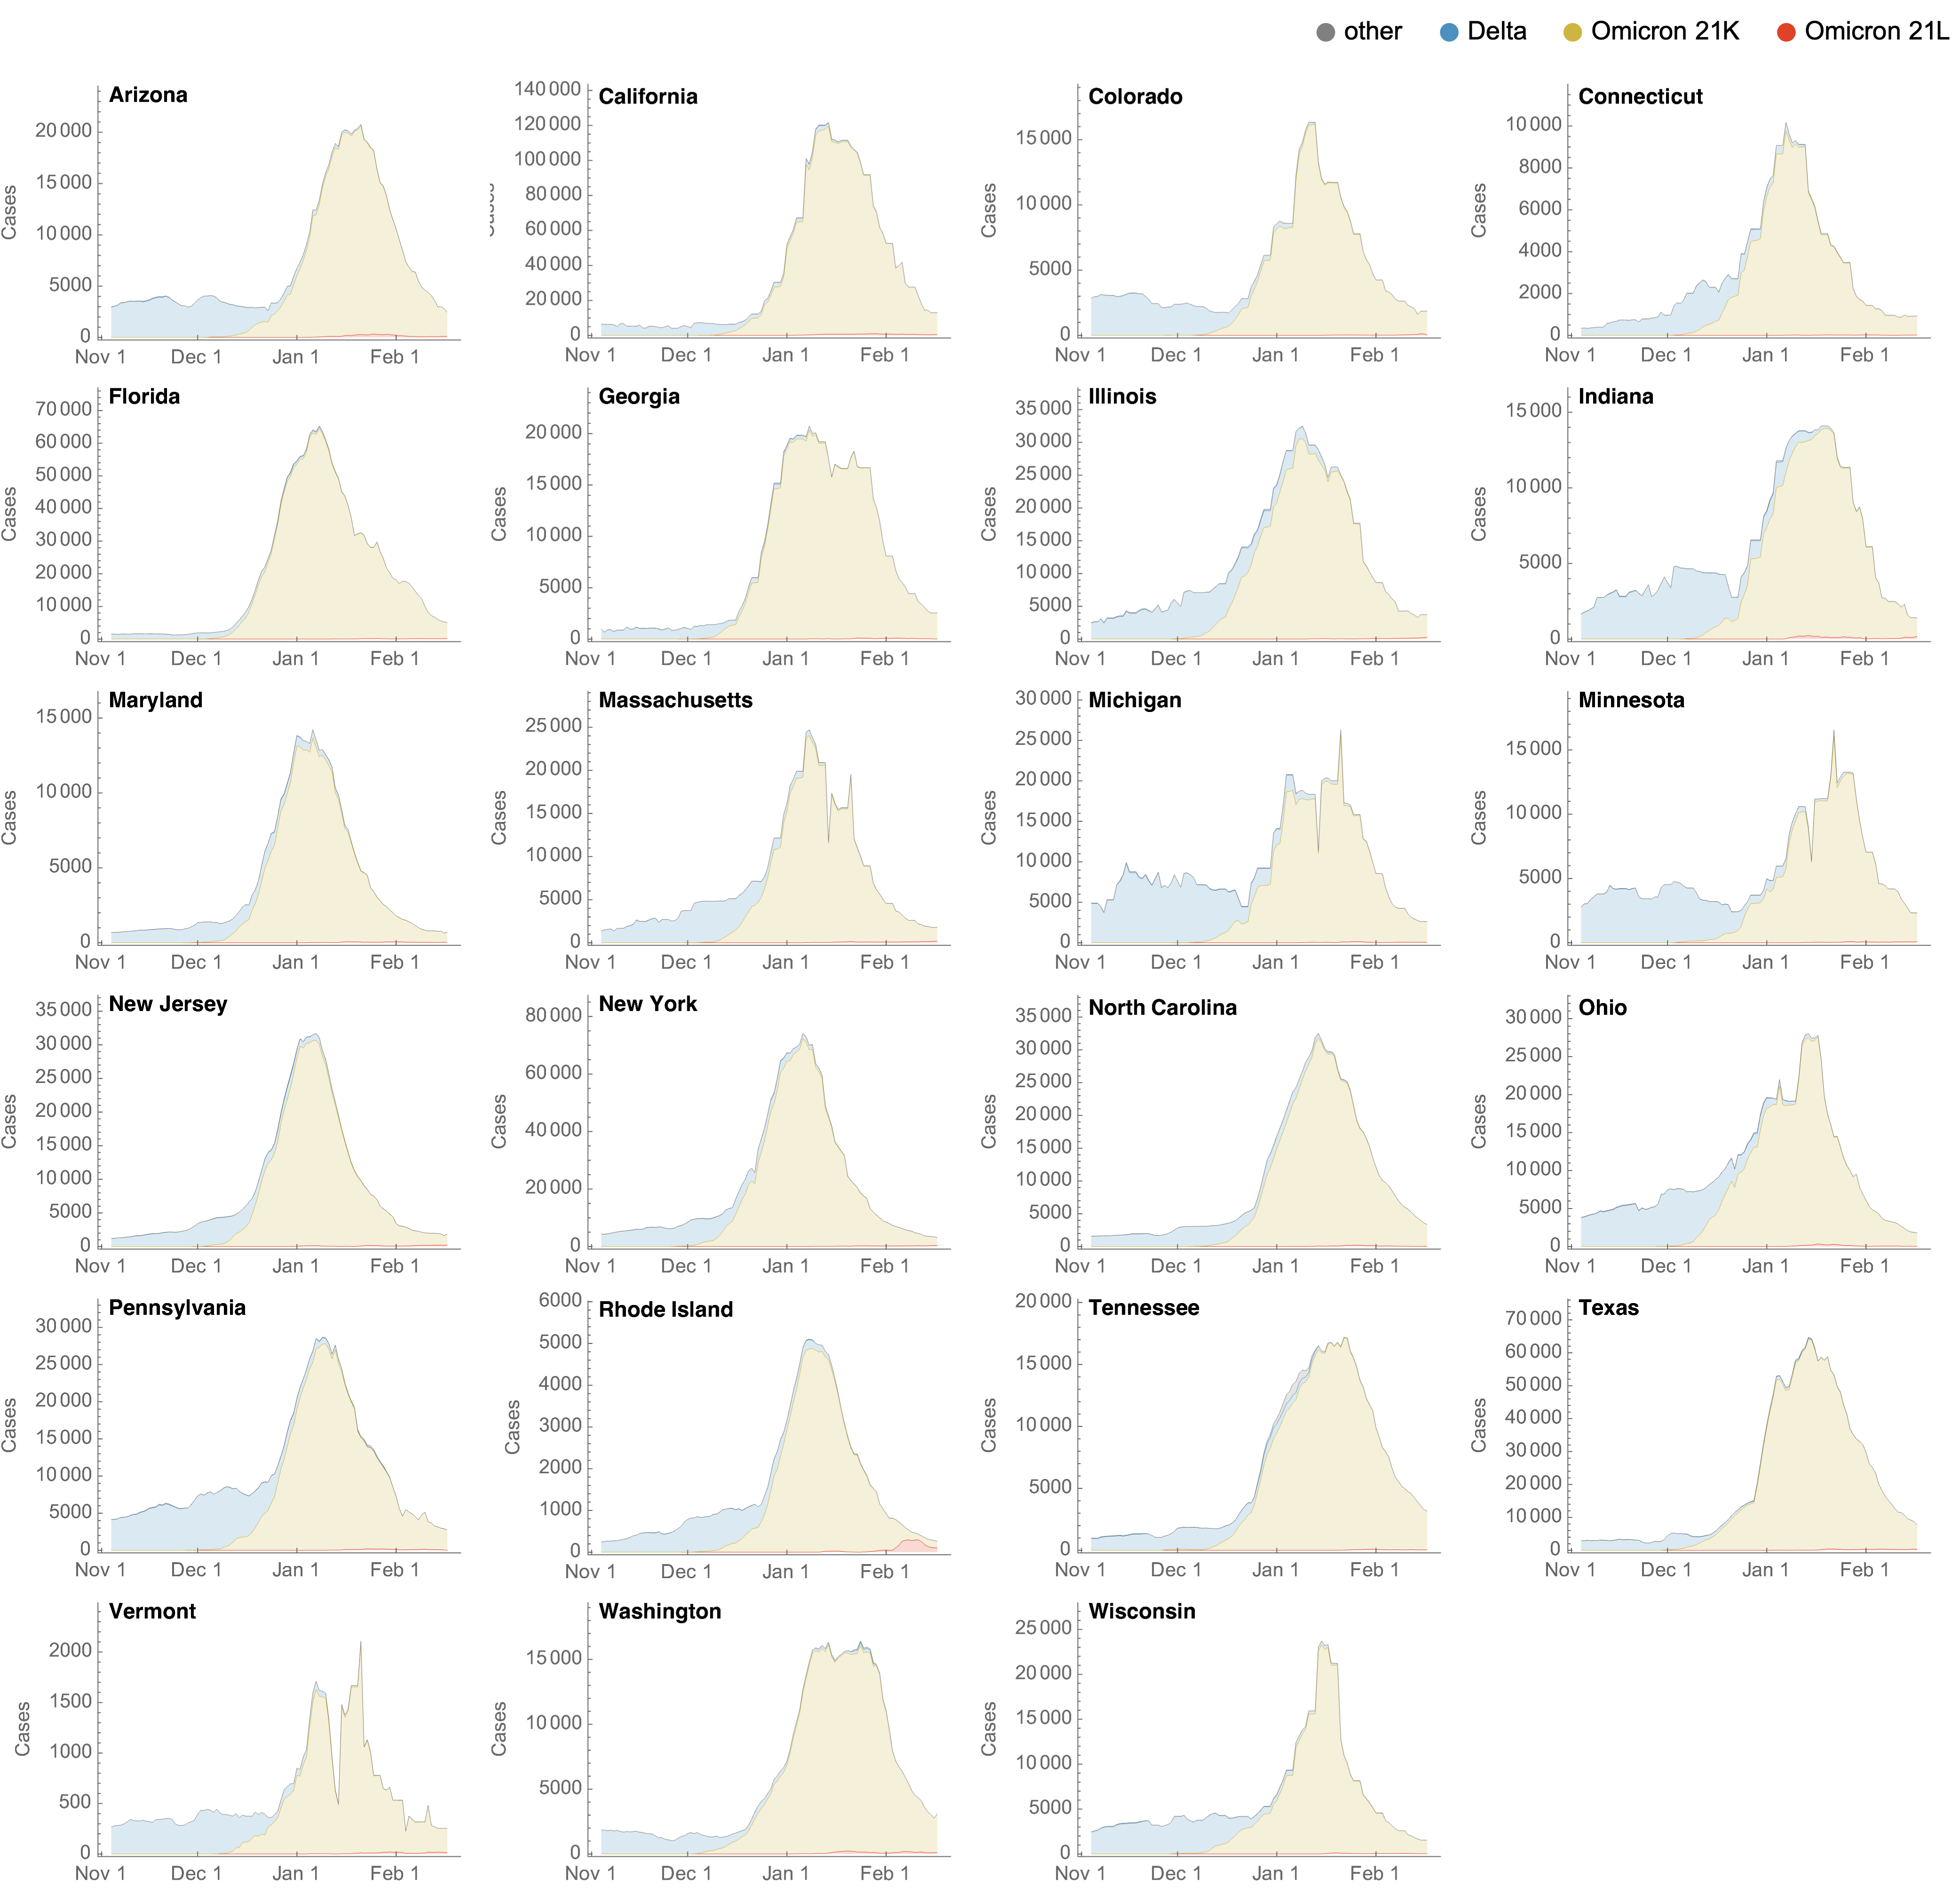 other Delta Omicron 21K Omicron 21L
Arizona
Cases
20 000
15 000
10 000
5000
0
Nov 1 Dec 1 Jan 1 Feb 1
California
Cases
140 000
120 000
100 000
80 000
60 000
40 000
20 000
0
Nov 1 Dec 1 Jan 1 Feb 1
Colorado
Cases
15 000
10 000
5000
0
Nov 1 Dec 1 Jan 1 Feb 1
Connecticut
Cases
10 000
8000
6000
4000
2000
0
Nov 1 Dec 1 Jan 1 Feb 1
Florida
Cases
70 000
60 000
50 000
40 000
30 000
20 000
10 000
0
Nov 1 Dec 1 Jan 1 Feb 1
Georgia
Cases
20 000
15 000
10 000
5000
0
Nov 1 Dec 1 Jan 1 Feb 1
Illinois
Cases
35 000
30 000
25 000
20 000
15 000
10 000
5000
0
Nov 1 Dec 1 Jan 1 Feb 1
Indiana
Cases
15 000
10 000
5000
0
Nov 1 Dec 1 Jan 1 Feb 1
Maryland
Cases
15 000
10 000
5000
0
Nov 1 Dec 1 Jan 1 Feb 1
Massachusetts
Cases
25 000
20 000
15 000
10 000
5000
0
Nov 1 Dec 1 Jan 1 Feb 1
Michigan
Cases
30 000
25 000
20 000
15 000
10 000
5000
0
Nov 1 Dec 1 Jan 1 Feb 1
Minnesota
Cases
15 000
10 000
5000
0
Nov 1 Dec 1 Jan 1 Feb 1
New Jersey
Cases
35 000
30 000
25 000
20 000
15 000
10 000
5000
0
Nov 1 Dec 1 Jan 1 Feb 1
New York
Cases
80 000
60 000
40 000
20 000
0
Nov 1 Dec 1 Jan 1 Feb 1
North Carolina
Cases
35 000
30 000
25 000
20 000
15 000
10 000
5000
0
Nov 1 Dec 1 Jan 1 Feb 1
Ohio
Cases
30 000
25 000
20 000
15 000
10 000
5000
0
Nov 1 Dec 1 Jan 1 Feb 1
Pennsylvania
Cases
30 000
25 000
20 000
15 000
10 000
5000
0
Nov 1 Dec 1 Jan 1 Feb 1
Rhode Island
Cases
6000
5000
4000
3000
2000
1000
0
Nov 1 Dec 1 Jan 1 Feb 1
Tennessee
Cases
20 000
15 000
10 000
5000
0
Nov 1 Dec 1 Jan 1 Feb 1
Texas
Cases
70 000
60 000
50 000
40 000
30 000
20 000
10 000
0
Nov 1 Dec 1 Jan 1 Feb 1
Vermont
Cases
2000
1500
1000
500
0
Nov 1 Dec 1 Jan 1 Feb 1
Washington
Cases
15 000
10 000
5000
0
Nov 1 Dec 1 Jan 1 Feb 1
Wisconsin
Cases
25 000
20 000
15 000
10 000
5000
0
Nov 1 Dec 1 Jan 1 Feb 1